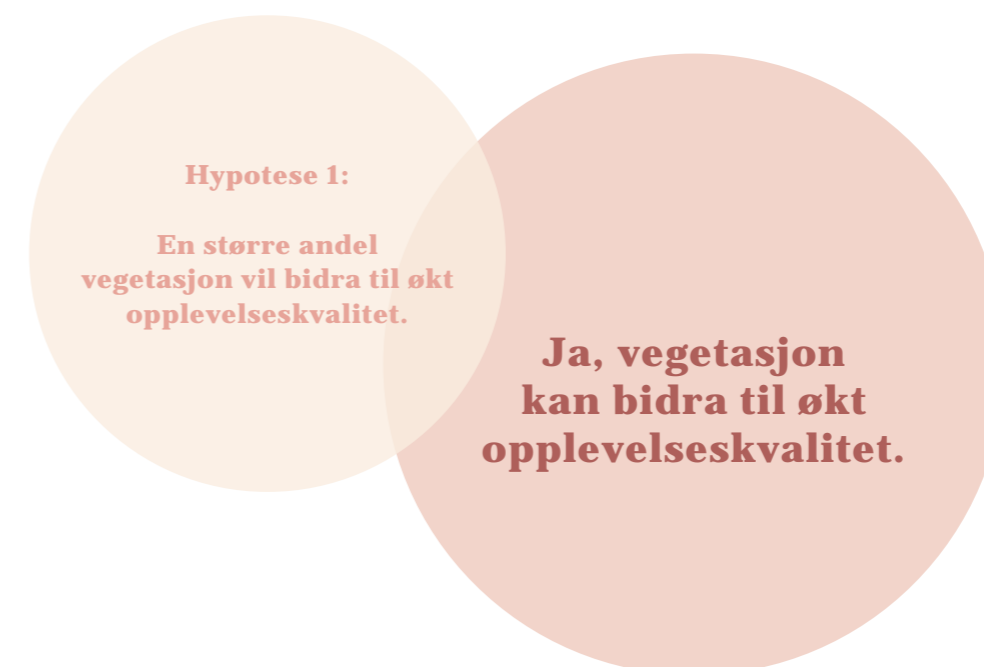 Hypotese 1:
En større andel
vegetasjon vil bidra til økt
opplevelseskvalitet.
Ja, vegetasjon
kan bidra til økt
opplevelseskvalitet.